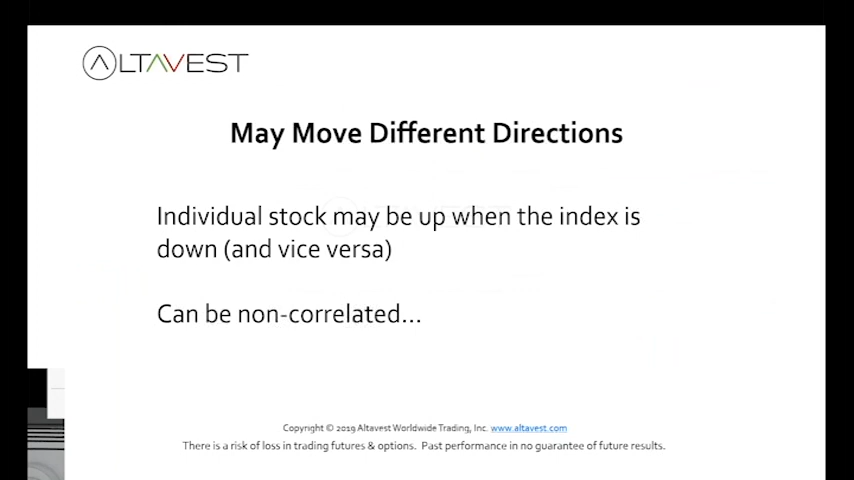 ALTAVEST
May Move Different Directions
Individual stock may be up when the index is
down (and vice versa)
Can be non-correlated...
Copyright © 2019 Altavest Worldwide Trading, Inc. www.altavest.com
There is a risk of loss in trading futures & options. Past performance in no guarantee of future results.